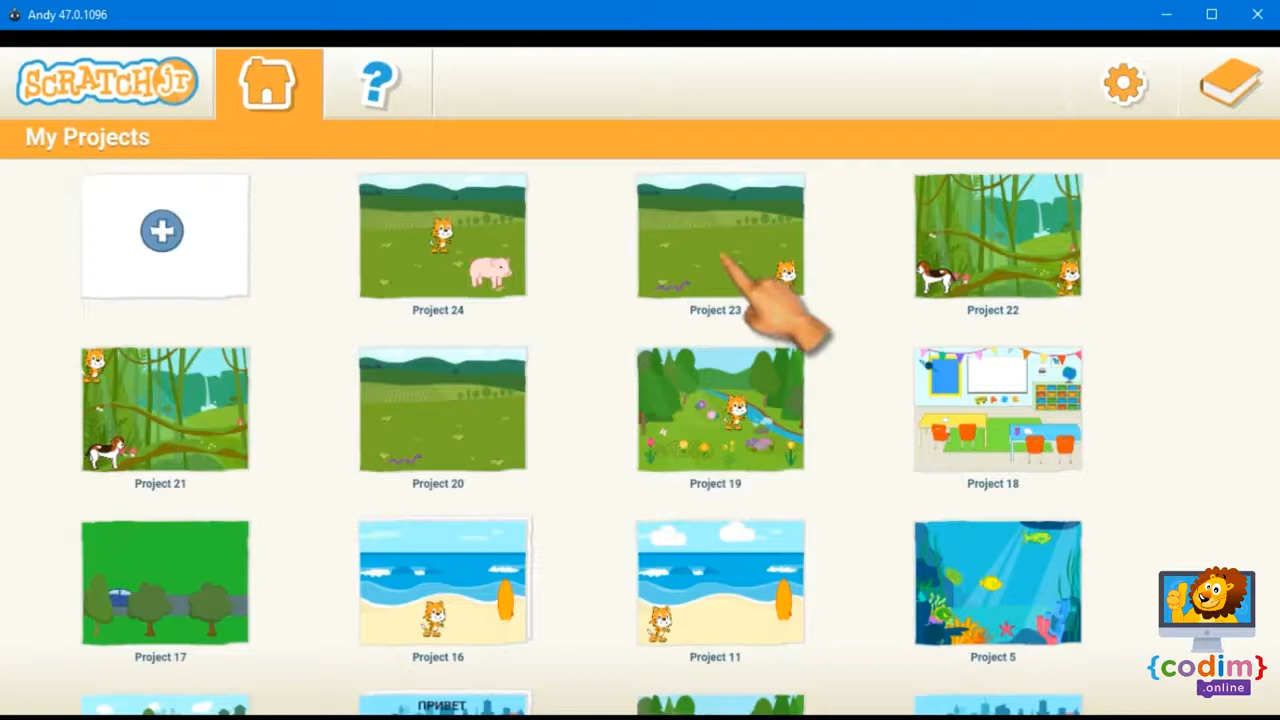 Andy 47.0.1096
SCRATCH jr
?
My Projects
Project 24
Project 23
Project 22
Project 21
Project 20
Project 19
Project 18
Project 17
Project 16
Project 11
Project 5
{codim}
.online
ПРИВЕТ